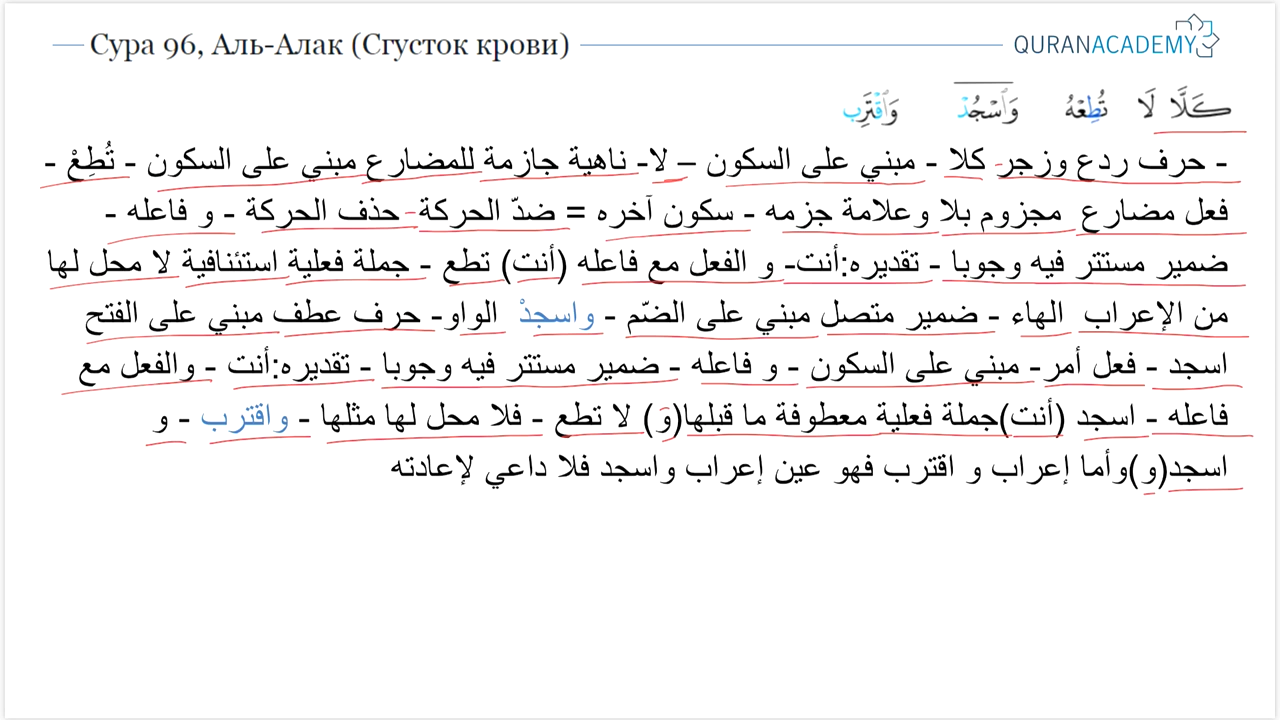 Сура 96, Аль-Алак (Сгусток крови)
QURANACADEMY
كَلَّا لَا تُطِعْهُ وَٱسْجُدْ وَٱقْتَرِب
- حرف ردع وزجر- كلا - مبني على السكون – لا- ناهية جازمة للمضارع مبني على السكون - تُطِعْ -
فعل مضارع مجزوم بلا وعلامة جزمه - سكون آخره = ضدّ الحركة- حذف الحركة - و فاعله -
ضمير مستتر فيه وجوبا - تقديره:أنت- و الفعل مع فاعله (أنت) تطع - جملة فعلية استئنافية لا محل لها
من الإعراب الهاء - ضمير متصل مبني على الضّم - واسجدْ الواو- حرف عطف مبني على الفتح
اسجد - فعل أمر- مبني على السكون - و فاعله - ضمير مستتر فيه وجوبا - تقديره:أنت - والفعل مع
فاعله - اسجد (أنت)جملة فعلية معطوفة ما قبلها(وَ) لا تطع - فلا محل لها مثلها - واقترب - و
اسجد(و)وأما إعراب و اقترب فهو عين إعراب واسجد فلا داعي لإعادته